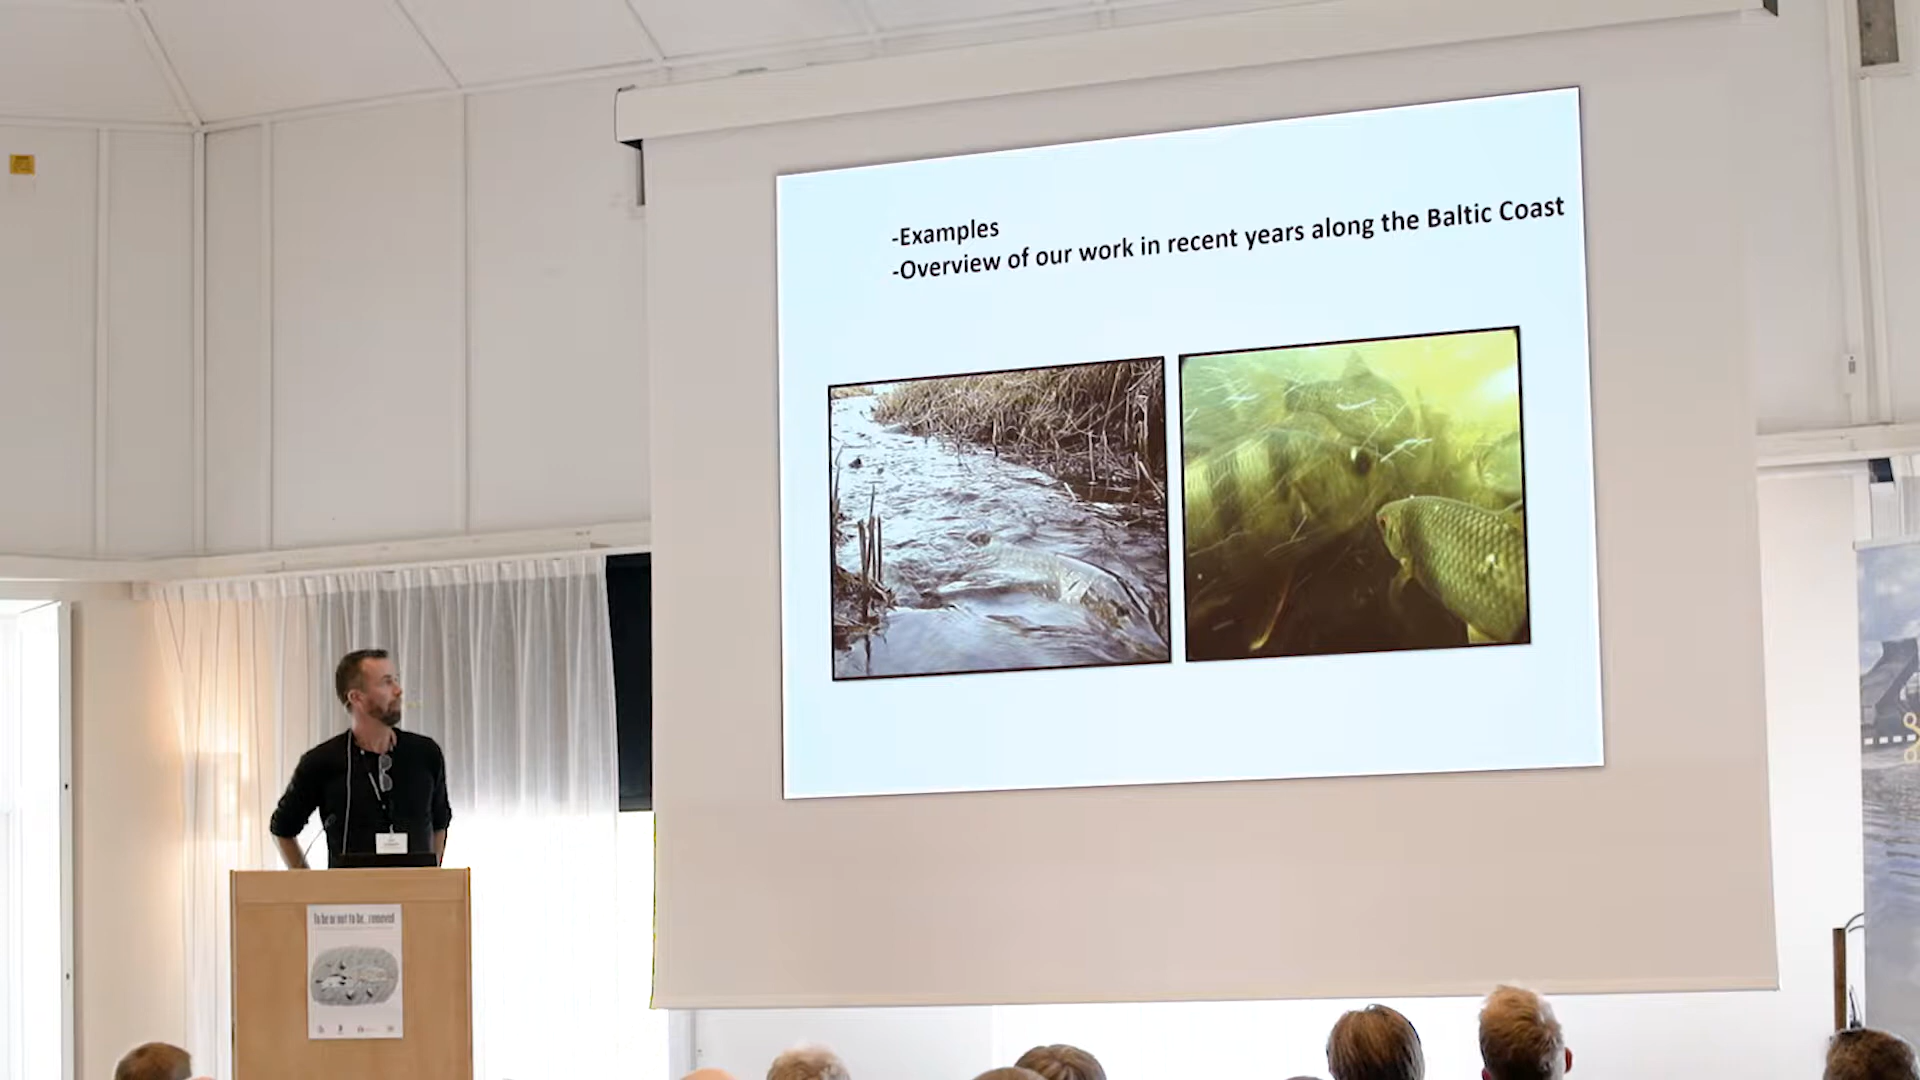 -Examples
-Overview of our work in recent years along the Baltic Coast
To be or not to be.. removed